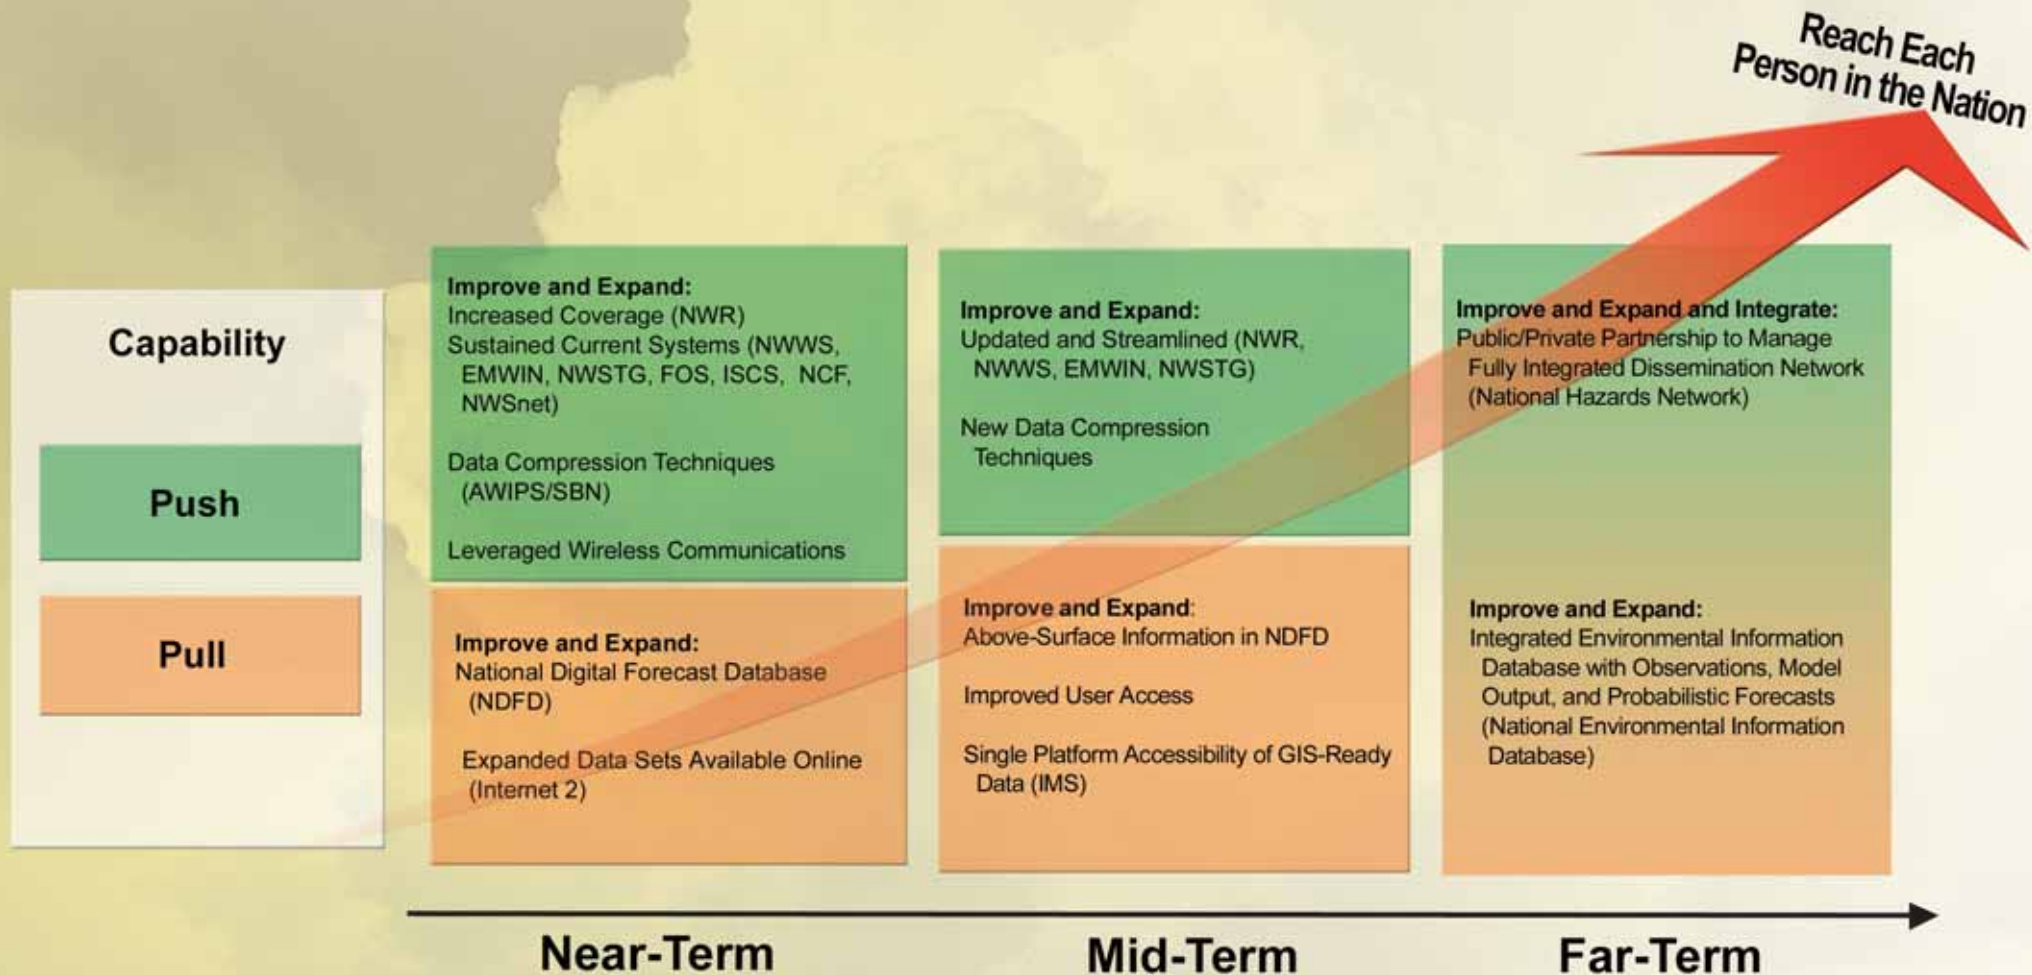 Reach Each
Person in the Nation
Capability
Push
Pull
Improve and Expand:
Increased Coverage (NWR)
Sustained Current Systems (NWWS,
EMWIN, NWSTG, FOS, ISCS, NCF,
NWSnet)
Data Compression Techniques
(AWIPS/SBN)
Leveraged Wireless Communications
Improve and Expand:
National Digital Forecast Database
(NDFD)
Expanded Data Sets Available Online
(Internet 2)
Improve and Expand:
Updated and Streamlined (NWR,
NWWS, EMWIN, NWSTG)
New Data Compression
Techniques
Improve and Expand:
Above-Surface Information in NDFD
Improved User Access
Single Platform Accessibility of GIS-Ready
Data (IMS)
Improve and Expand and Integrate:
Public/Private Partnership to Manage
Fully Integrated Dissemination Network
(National Hazards Network)
Improve and Expand:
Integrated Environmental Information
Database with Observations, Model
Output, and Probabilistic Forecasts
(National Environmental Information
Database)
Near-Term
Mid-Term
Far-Term